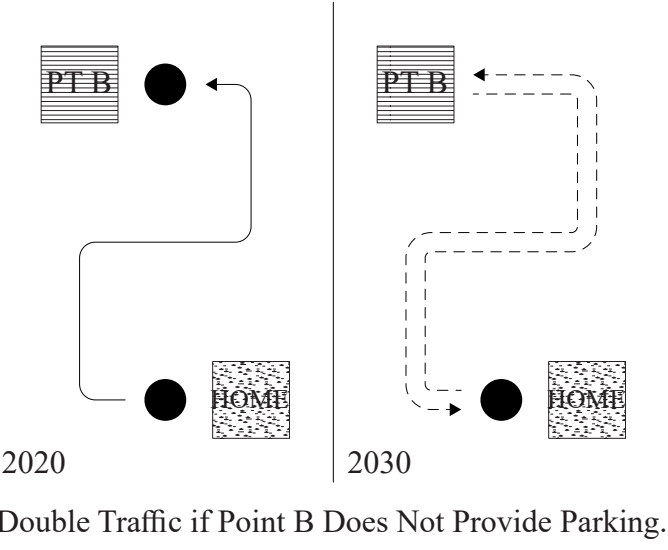 PT B
PT B
HOME
HOME
2020
2030
Double Traffic if Point B Does Not Provide Parking.